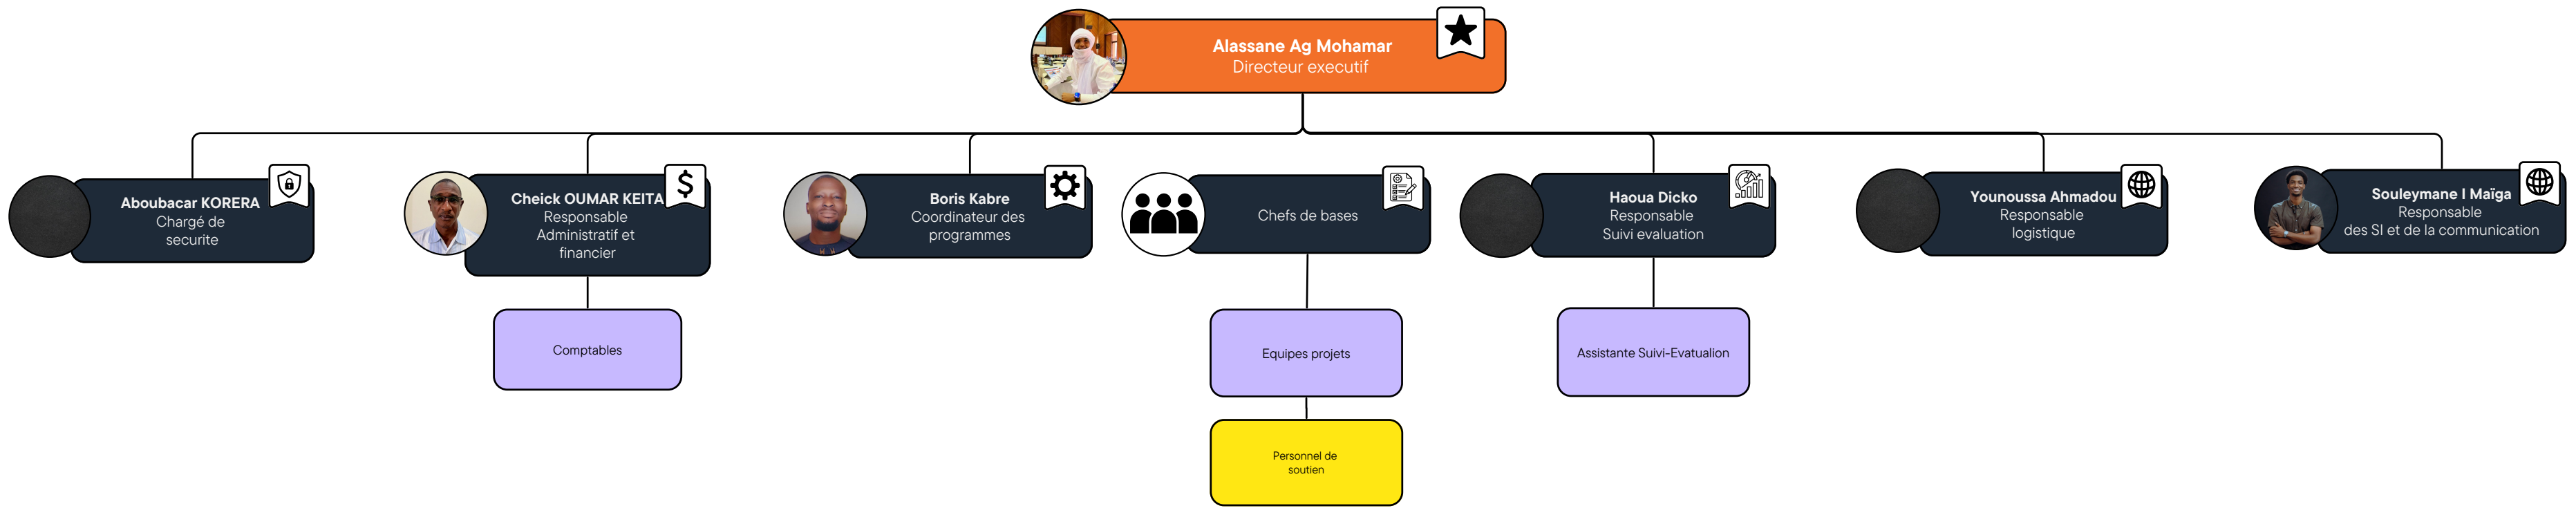 Alassane Ag Mohamar
Directeur executif
Aboubacar KORERA
Chargé de
securite
Cheick OUMAR KEITA
Responsable
Administratif et
financier
$
Boris Kabre
Coordinateur des
programmes
Chefs de bases
Haoua Dicko
Responsable
Suivi evaluation
Younoussa Ahmadou
Responsable
logistique
Souleymane I Maïga
Responsable
des SI et de la communication
Comptables
Equipes projets
Assistante Suivi-Evatualion
Personnel de
soutien